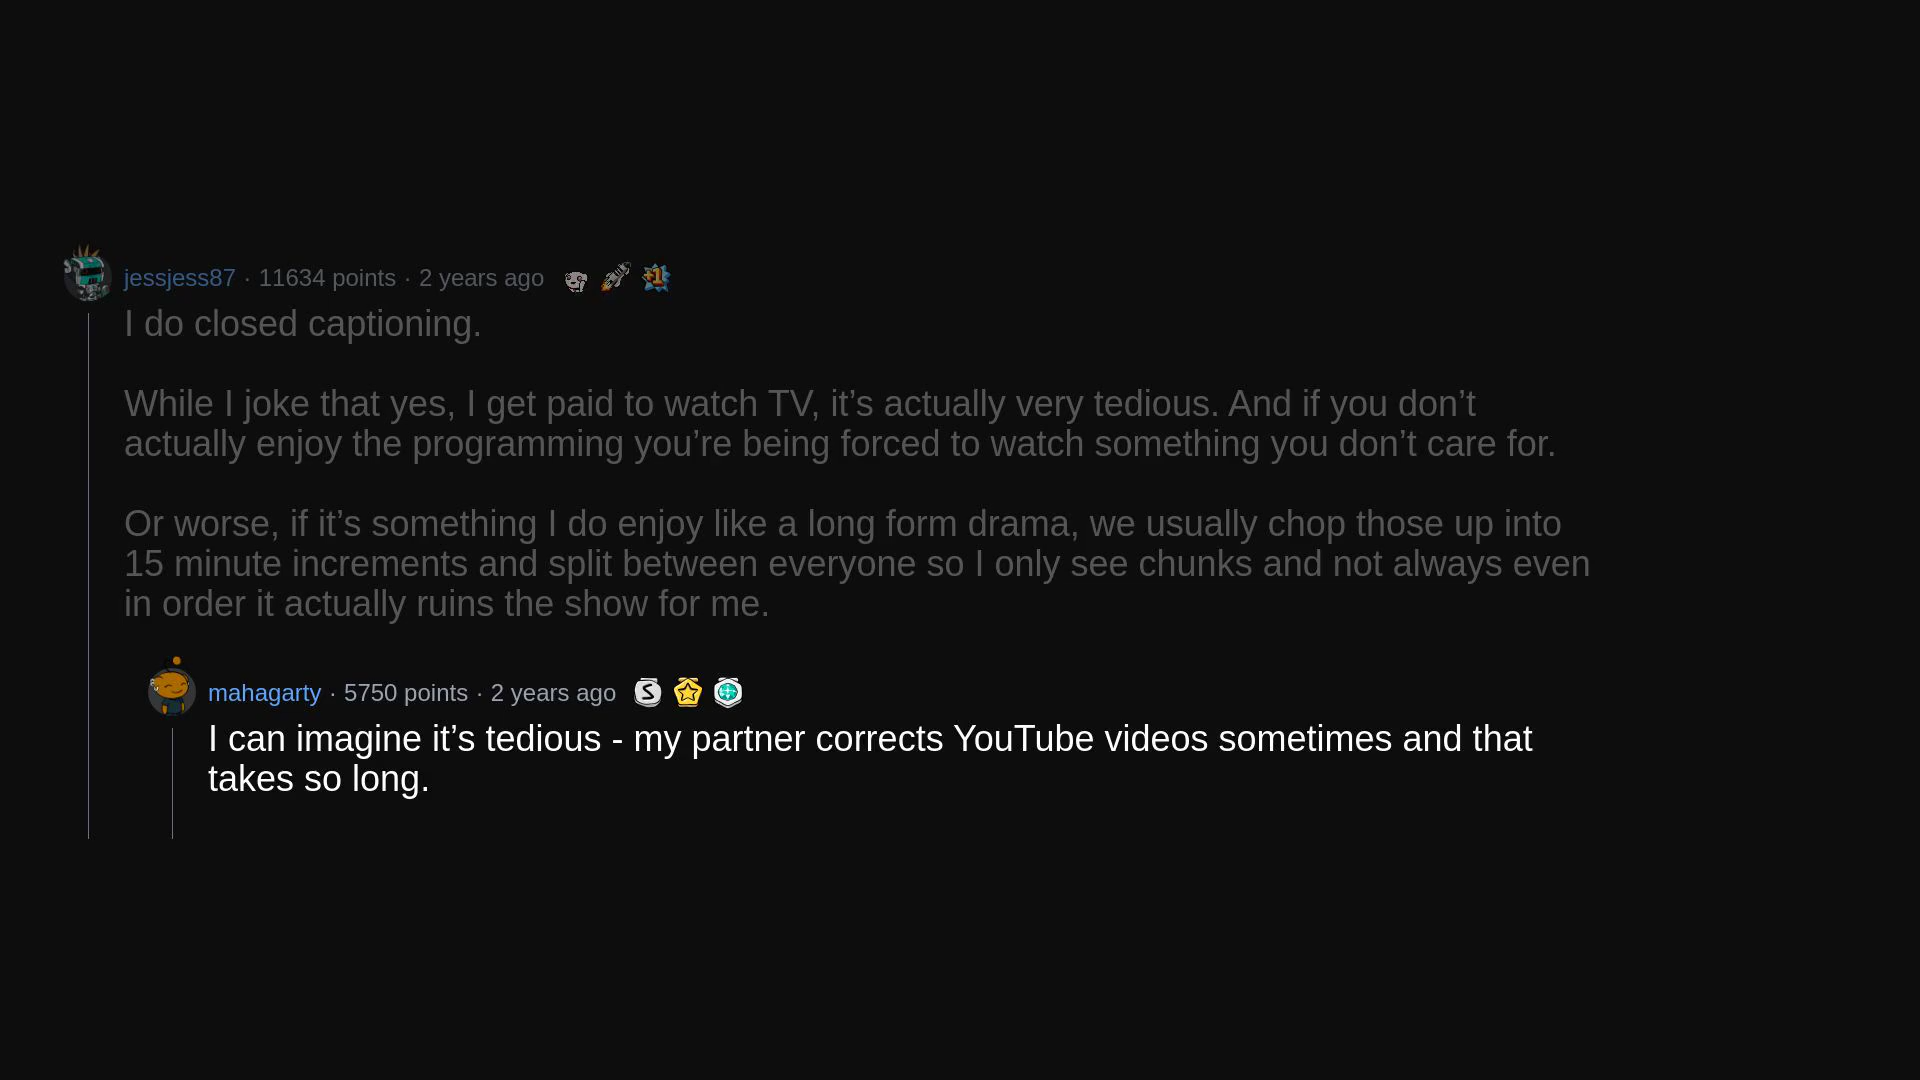 jessjess87 · 11634 points · 2 years ago
I do closed captioning.
While I joke that yes, I get paid to watch TV, it’s actually very tedious. And if you don’t
actually enjoy the programming you’re being forced to watch something you don’t care for.
Or worse, if it’s something I do enjoy like a long form drama, we usually chop those up into
15 minute increments and split between everyone so I only see chunks and not always even
in order it actually ruins the show for me.
mahagarty · 5750 points · 2 years ago
I can imagine it’s tedious - my partner corrects YouTube videos sometimes and that
takes so long.